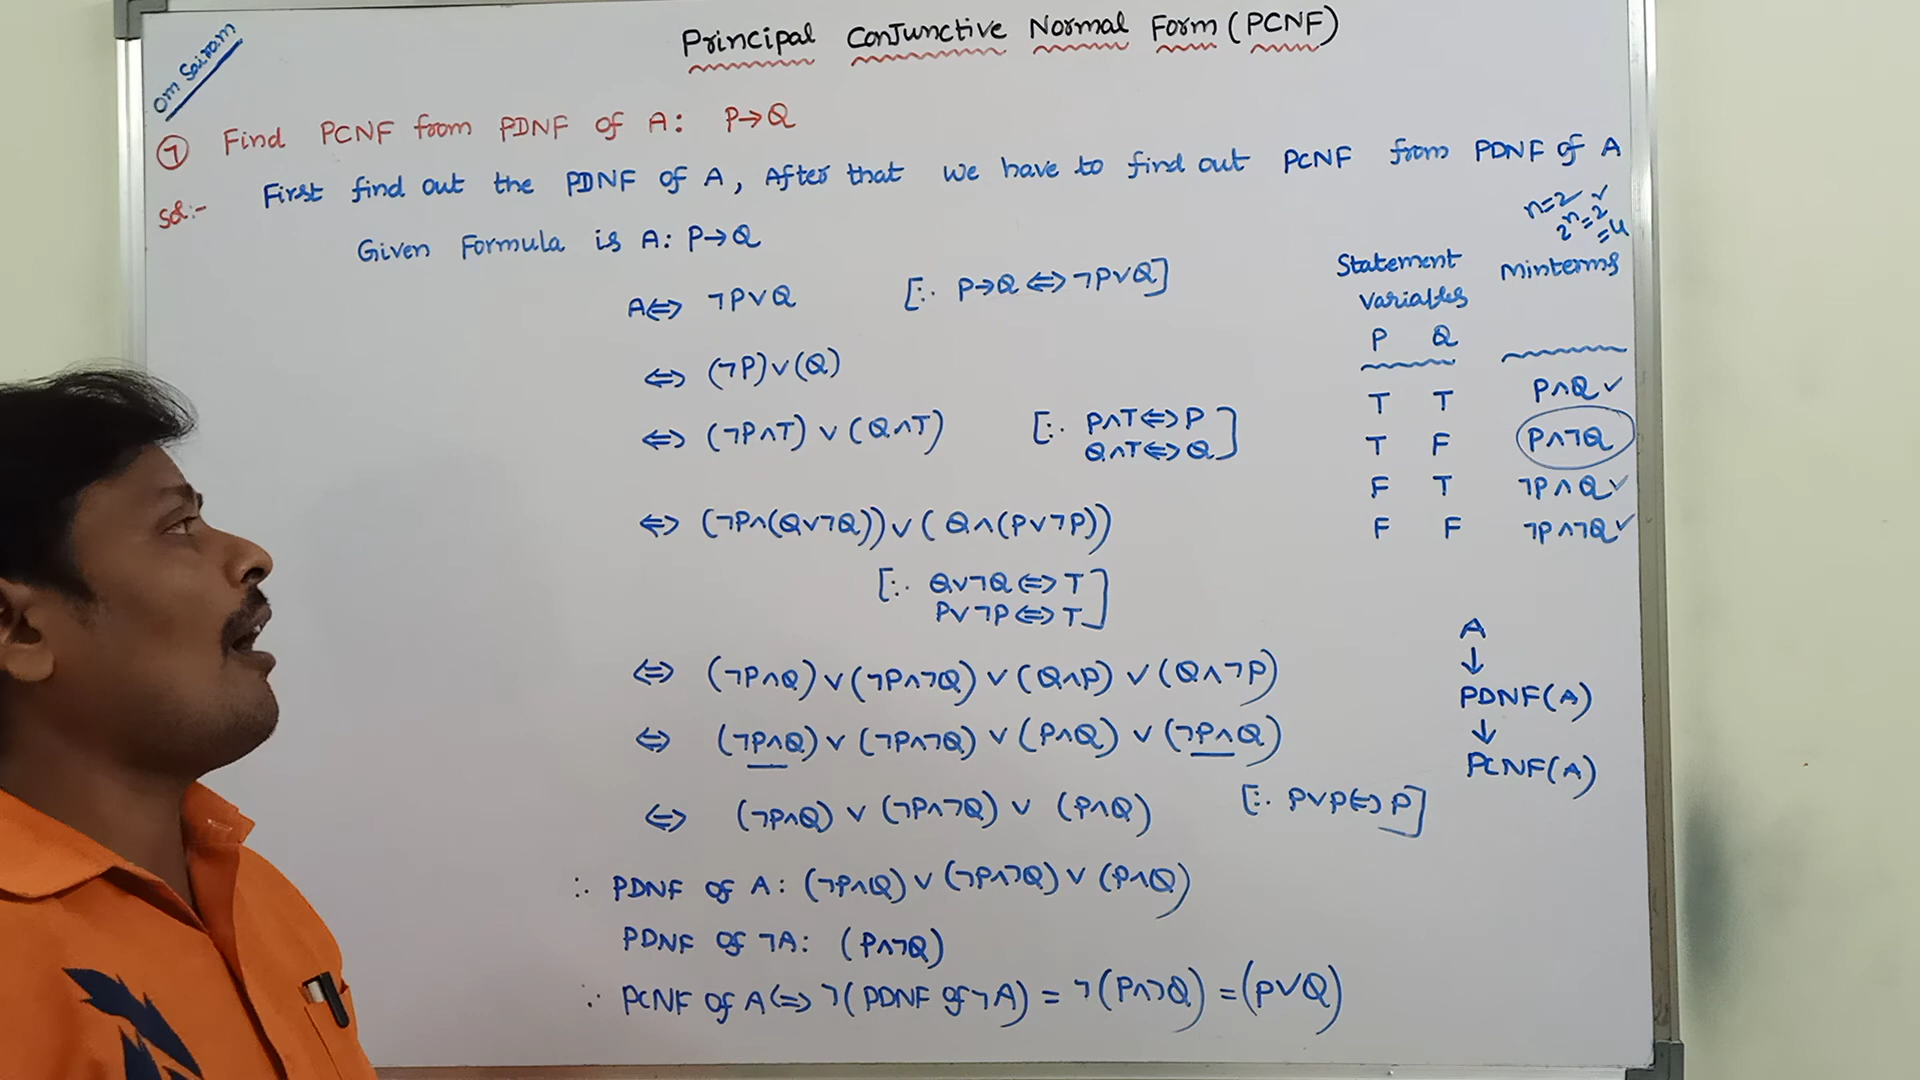 Principal Conjunctive Normal Form (PCNF)
Om Sairam
7 Find PCNF from PDNF of A: P→Q
Sol:- First find out the PDNF of A, After that we have to find out PCNF from PDNF of A
Given Formula is A: P→Q
A⇔ ¬P∨Q [∵ P→Q ⇔ ¬P∨Q]
⇔ (¬P)∨(Q)
⇔ (¬P∧T) ∨ (Q∧T) [∵ P∧T⇔P
Q∧T⇔Q]
⇔ (¬P∧(Q∨¬Q))∨(Q∧(P∨¬P))
[∵ Q∨¬Q⇔T
P∨¬P⇔T]
⇔ (¬P∧Q)∨(¬P∧¬Q)∨(Q∧P)∨(Q∧¬P)
⇔ (¬P∧Q)∨(¬P∧¬Q)∨(P∧Q)∨(¬P∧Q)
⇔ (¬P∧Q)∨(¬P∧¬Q)∨(P∧Q) [∵ P∨P⇔P]
∴ PDNF of A: (¬P∧Q)∨(¬P∧¬Q)∨(P∧Q)
PDNF of ¬A: (P∧¬Q)
∴ PCNF of A⇔¬(PDNF of ¬A) = ¬(P∧¬Q) = (P∨Q)
n=2 ✓
2ⁿ=2²
=4
Statement Variables Minterms
P Q
T T P∧Q ✓
T F P∧¬Q
F T ¬P∧Q ✓
F F ¬P∧¬Q ✓
A
↓
PDNF(A)
↓
PCNF(A)